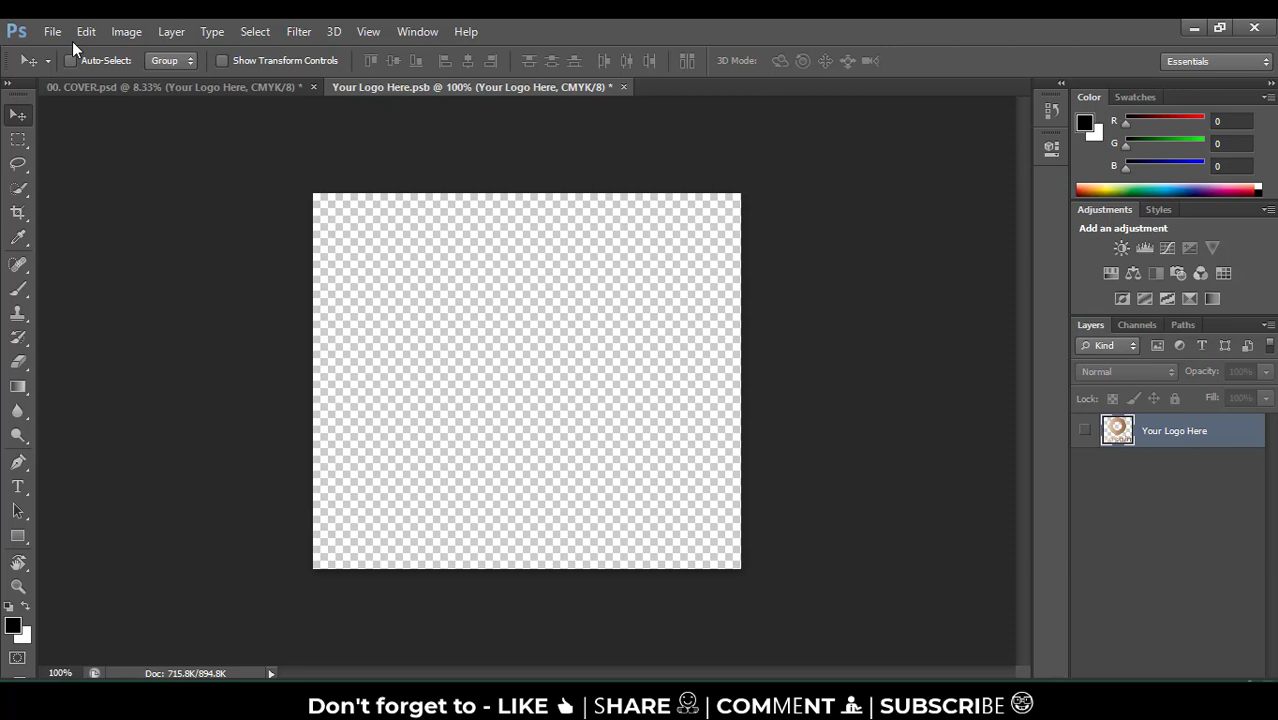 Ps File Edit Image Layer Type Select Filter 3D View Window Help
Auto-Select: Group Show Transform Controls 3D Mode: Essentials
00. COVER.psd @ 8.33% (Your Logo Here, CMYK/8) * × Your Logo Here.psb @ 100% (Your Logo Here, CMYK/8) * ×
Color Swatches
R 0
G 0
B 0
Adjustments Styles
Add an adjustment
Layers Channels Paths
Kind
Normal Opacity: 100%
Lock: Fill: 100%
Your Logo Here
100% Doc: 715.8K/894.8K
Don't forget to - LIKE | SHARE | COMMENT | SUBSCRIBE